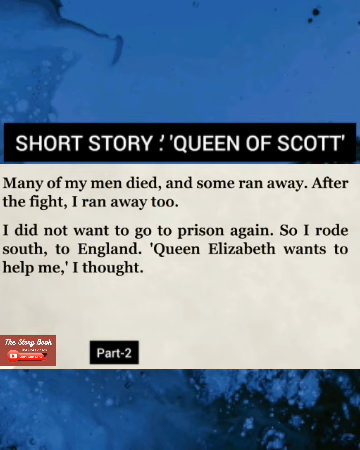 SHORT STORY :' 'QUEEN OF SCOTT'
Many of my men died, and some ran away. After
the fight, I ran away too.
I did not want to go to prison again. So I rode
south, to England. 'Queen Elizabeth wants to
help me,' I thought.
The Story Book
Part-2